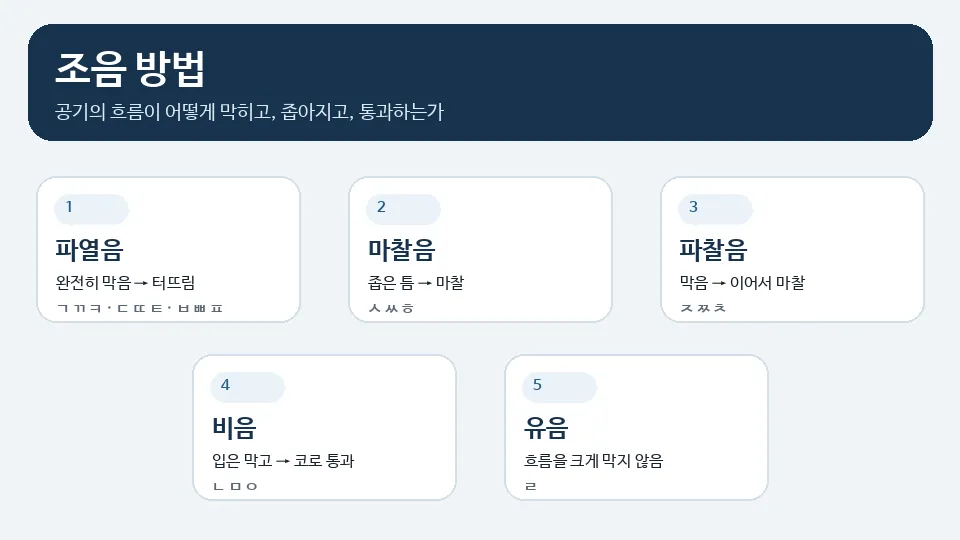 조음 방법
공기의 흐름이 어떻게 막히고, 좁아지고, 통과하는가
1
파열음
완전히 막음 → 터뜨림
ㄱ ㄲ ㅋ · ㄷ ㄸ ㅌ · ㅂ ㅃ ㅍ
2
마찰음
좁은 틈 → 마찰
ㅅ ㅆ ㅎ
3
파찰음
막음 → 이어서 마찰
ㅈ ㅉ ㅊ
4
비음
입은 막고 → 코로 통과
ㄴ ㅁ ㅇ
5
유음
흐름을 크게 막지 않음
ㄹ